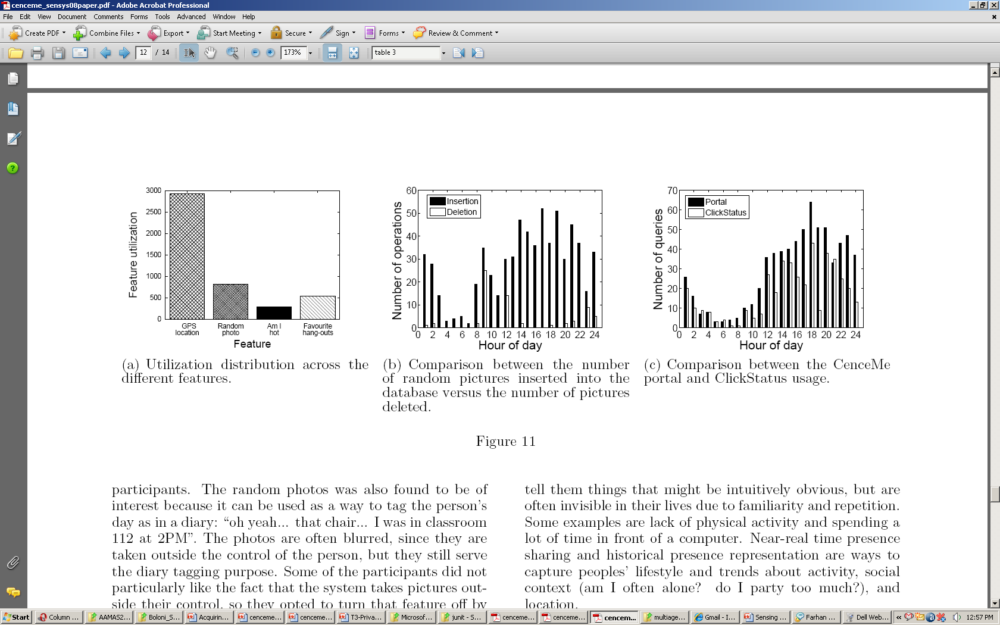 cenceme_sensys08paper.pdf - Adobe Acrobat Professional
File Edit View Document Comments Forms Tools Advanced Window Help
Create PDF Combine Files Export Start Meeting Secure Sign Forms Review & Comment
12 / 14 173% table 3
3000
2500
2000
1500
1000
500
0
Feature utilization
GPS location
Random photo
Am I hot
Favourite hang-outs
Feature
60
50
40
30
20
10
0
Number of operations
Insertion
Deletion
0 2 4 6 8 10 12 14 16 18 20 22 24
Hour of day
70
60
50
40
30
20
10
0
Number of queries
Portal
ClickStatus
0 2 4 6 8 10 12 14 16 18 20 22 24
Hour of day
(a) Utilization distribution across the
different features.
(b) Comparison between the number
of random pictures inserted into the
database versus the number of pictures
deleted.
(c) Comparison between the CenceMe
portal and ClickStatus usage.
Figure 11
participants. The random photos was also found to be of
interest because it can be used as a way to tag the person's
day as in a diary: “oh yeah... that chair... I was in classroom
112 at 2PM”. The photos are often blurred, since they are
taken outside the control of the person, but they still serve
the diary tagging purpose. Some of the participants did not
particularly like the fact that the system takes pictures out-
side their control, so they opted to turn that feature off by
tell them things that might be intuitively obvious, but are
often invisible in their lives due to familiarity and repetition.
Some examples are lack of physical activity and spending a
lot of time in front of a computer. Near-real time presence
sharing and historical presence representation are ways to
capture peoples' lifestyle and trends about activity, social
context (am I often alone? do I party too much?), and
location.
Start Column ... AAMAS2... Boloni_S... Acquirin... cenceme... cenceme... T3-Priva... Microsof... junit - S... cenceme... cenceme... cencem... multiage... Gmail - I... Sensing ... Farhan ... Dell Web... « 12:57 PM